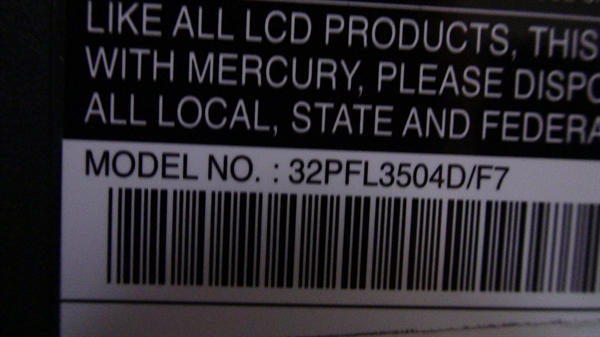 LIKE ALL LCD PRODUCTS, THIS
WITH MERCURY, PLEASE DISPO
ALL LOCAL, STATE AND FEDERA
MODEL NO. : 32PFL3504D/F7